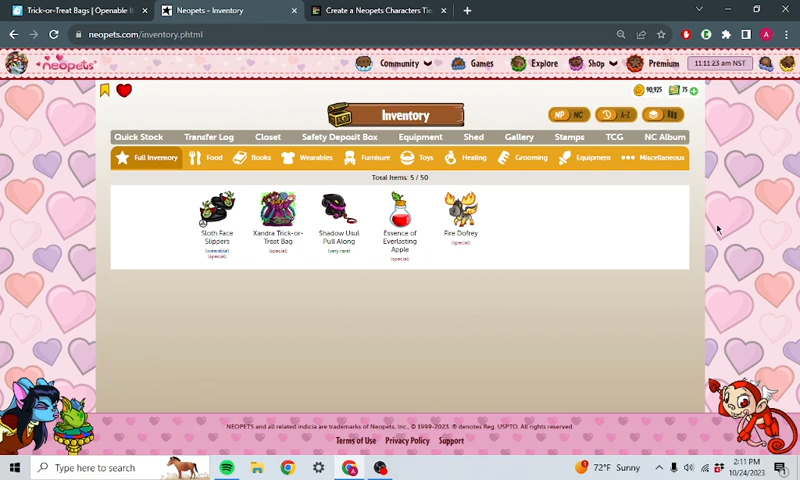 Trick-or-Treat Bags | Openable It
Neopets - Inventory
Create a Neopets Characters Tie
neopets.com/inventory.phtml
neopets
Community
Games
Explore
Shop
Premium
11:11:23 am NST
90,925
75
Inventory
NP NC
A-Z
Quick Stock
Transfer Log
Closet
Safety Deposit Box
Equipment
Shed
Gallery
Stamps
TCG
NC Album
Full Inventory
Food
Books
Wearables
Furniture
Toys
Healing
Grooming
Equipment
Miscellaneous
Total Items: 5 / 50
Sloth Face
Slippers
(wearable)
(special)
Xandra Trick-or-
Treat Bag
(special)
Shadow Usul
Pull Along
(very rare)
Essence of
Everlasting
Apple
(special)
Fire Dofrey
(special)
NEOPETS and all related indicia are trademarks of Neopets, Inc., © 1999-2023. ® denotes Reg. USPTO. All rights reserved.
Terms of Use
Privacy Policy
Support
Type here to search
72°F Sunny
2:11 PM
10/24/2023